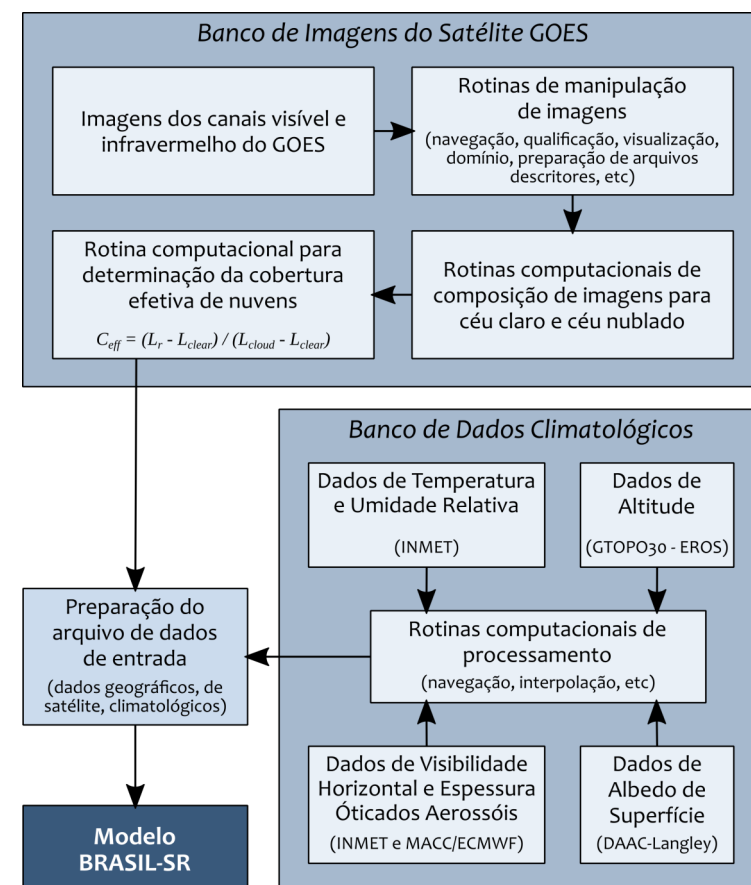 Banco de Imagens do Satélite GOES
Imagens dos canais visível e
infravermelho do GOES
Rotinas de manipulação
de imagens
(navegação, qualificação, visualização,
domínio, preparação de arquivos
descritores, etc)
Rotina computacional para
determinação da cobertura
efetiva de nuvens
C_eff = (L_r - L_clear) / (L_cloud - L_clear)
Rotinas computacionais de
composição de imagens para
céu claro e céu nublado
Banco de Dados Climatológicos
Dados de Temperatura
e Umidade Relativa
(INMET)
Dados de
Altitude
(GTOPO30 - EROS)
Preparação do
arquivo de dados
de entrada
(dados geográficos, de
satélite, climatológicos)
Rotinas computacionais de
processamento
(navegação, interpolação, etc)
Dados de Visibilidade
Horizontal e Espessura
Óticados Aerossóis
(INMET e MACC/ECMWF)
Dados de
Albedo de
Superfície
(DAAC-Langley)
Modelo
BRASIL-SR